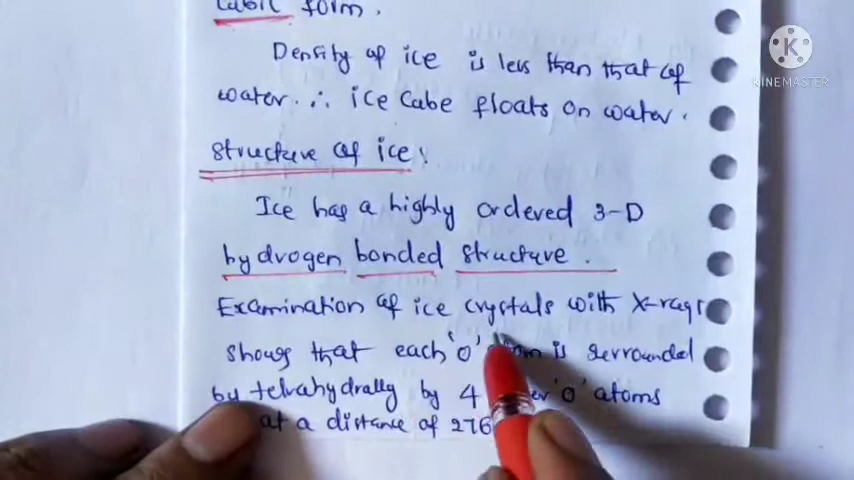 cubic form.
Density of ice is less than that of
water. ∴ ice cube floats on water.
K
KINEMASTER
Structure of ice:
Ice has a highly ordered 3-D
hydrogen bonded structure.
Examination of ice crystals with X-rays
shows that each 'O' is serrounded
by tetrahydrally by 4 'O' atoms
at a distance of 276